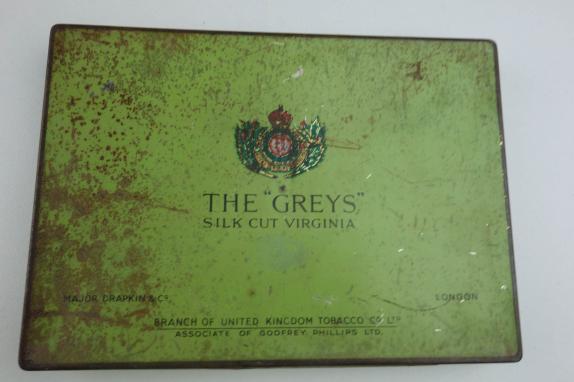 THE "GREYS"
SILK CUT VIRGINIA
MAJOR DRAPKIN & Co. LONDON
BRANCH OF UNITED KINGDOM TOBACCO CO. LTD
ASSOCIATE OF GODFREY PHILLIPS LTD.